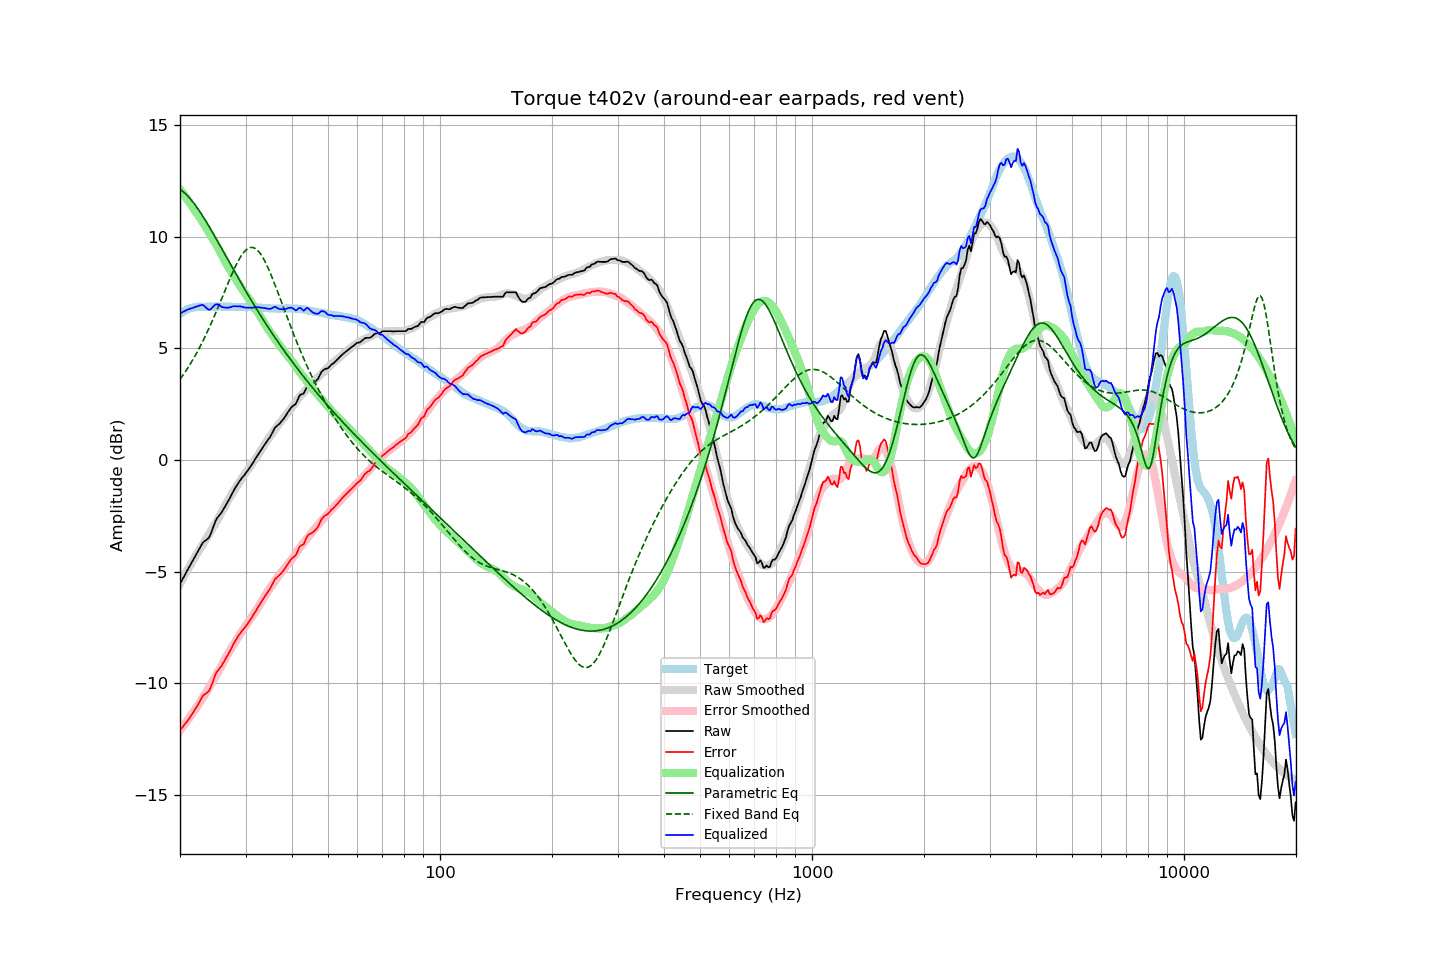 Torque t402v (around-ear earpads, red vent)
15
10
5
0
−5
−10
−15
Amplitude (dBr)
Target
Raw Smoothed
Error Smoothed
Raw
Error
Equalization
Parametric Eq
Fixed Band Eq
Equalized
100
1000
10000
Frequency (Hz)